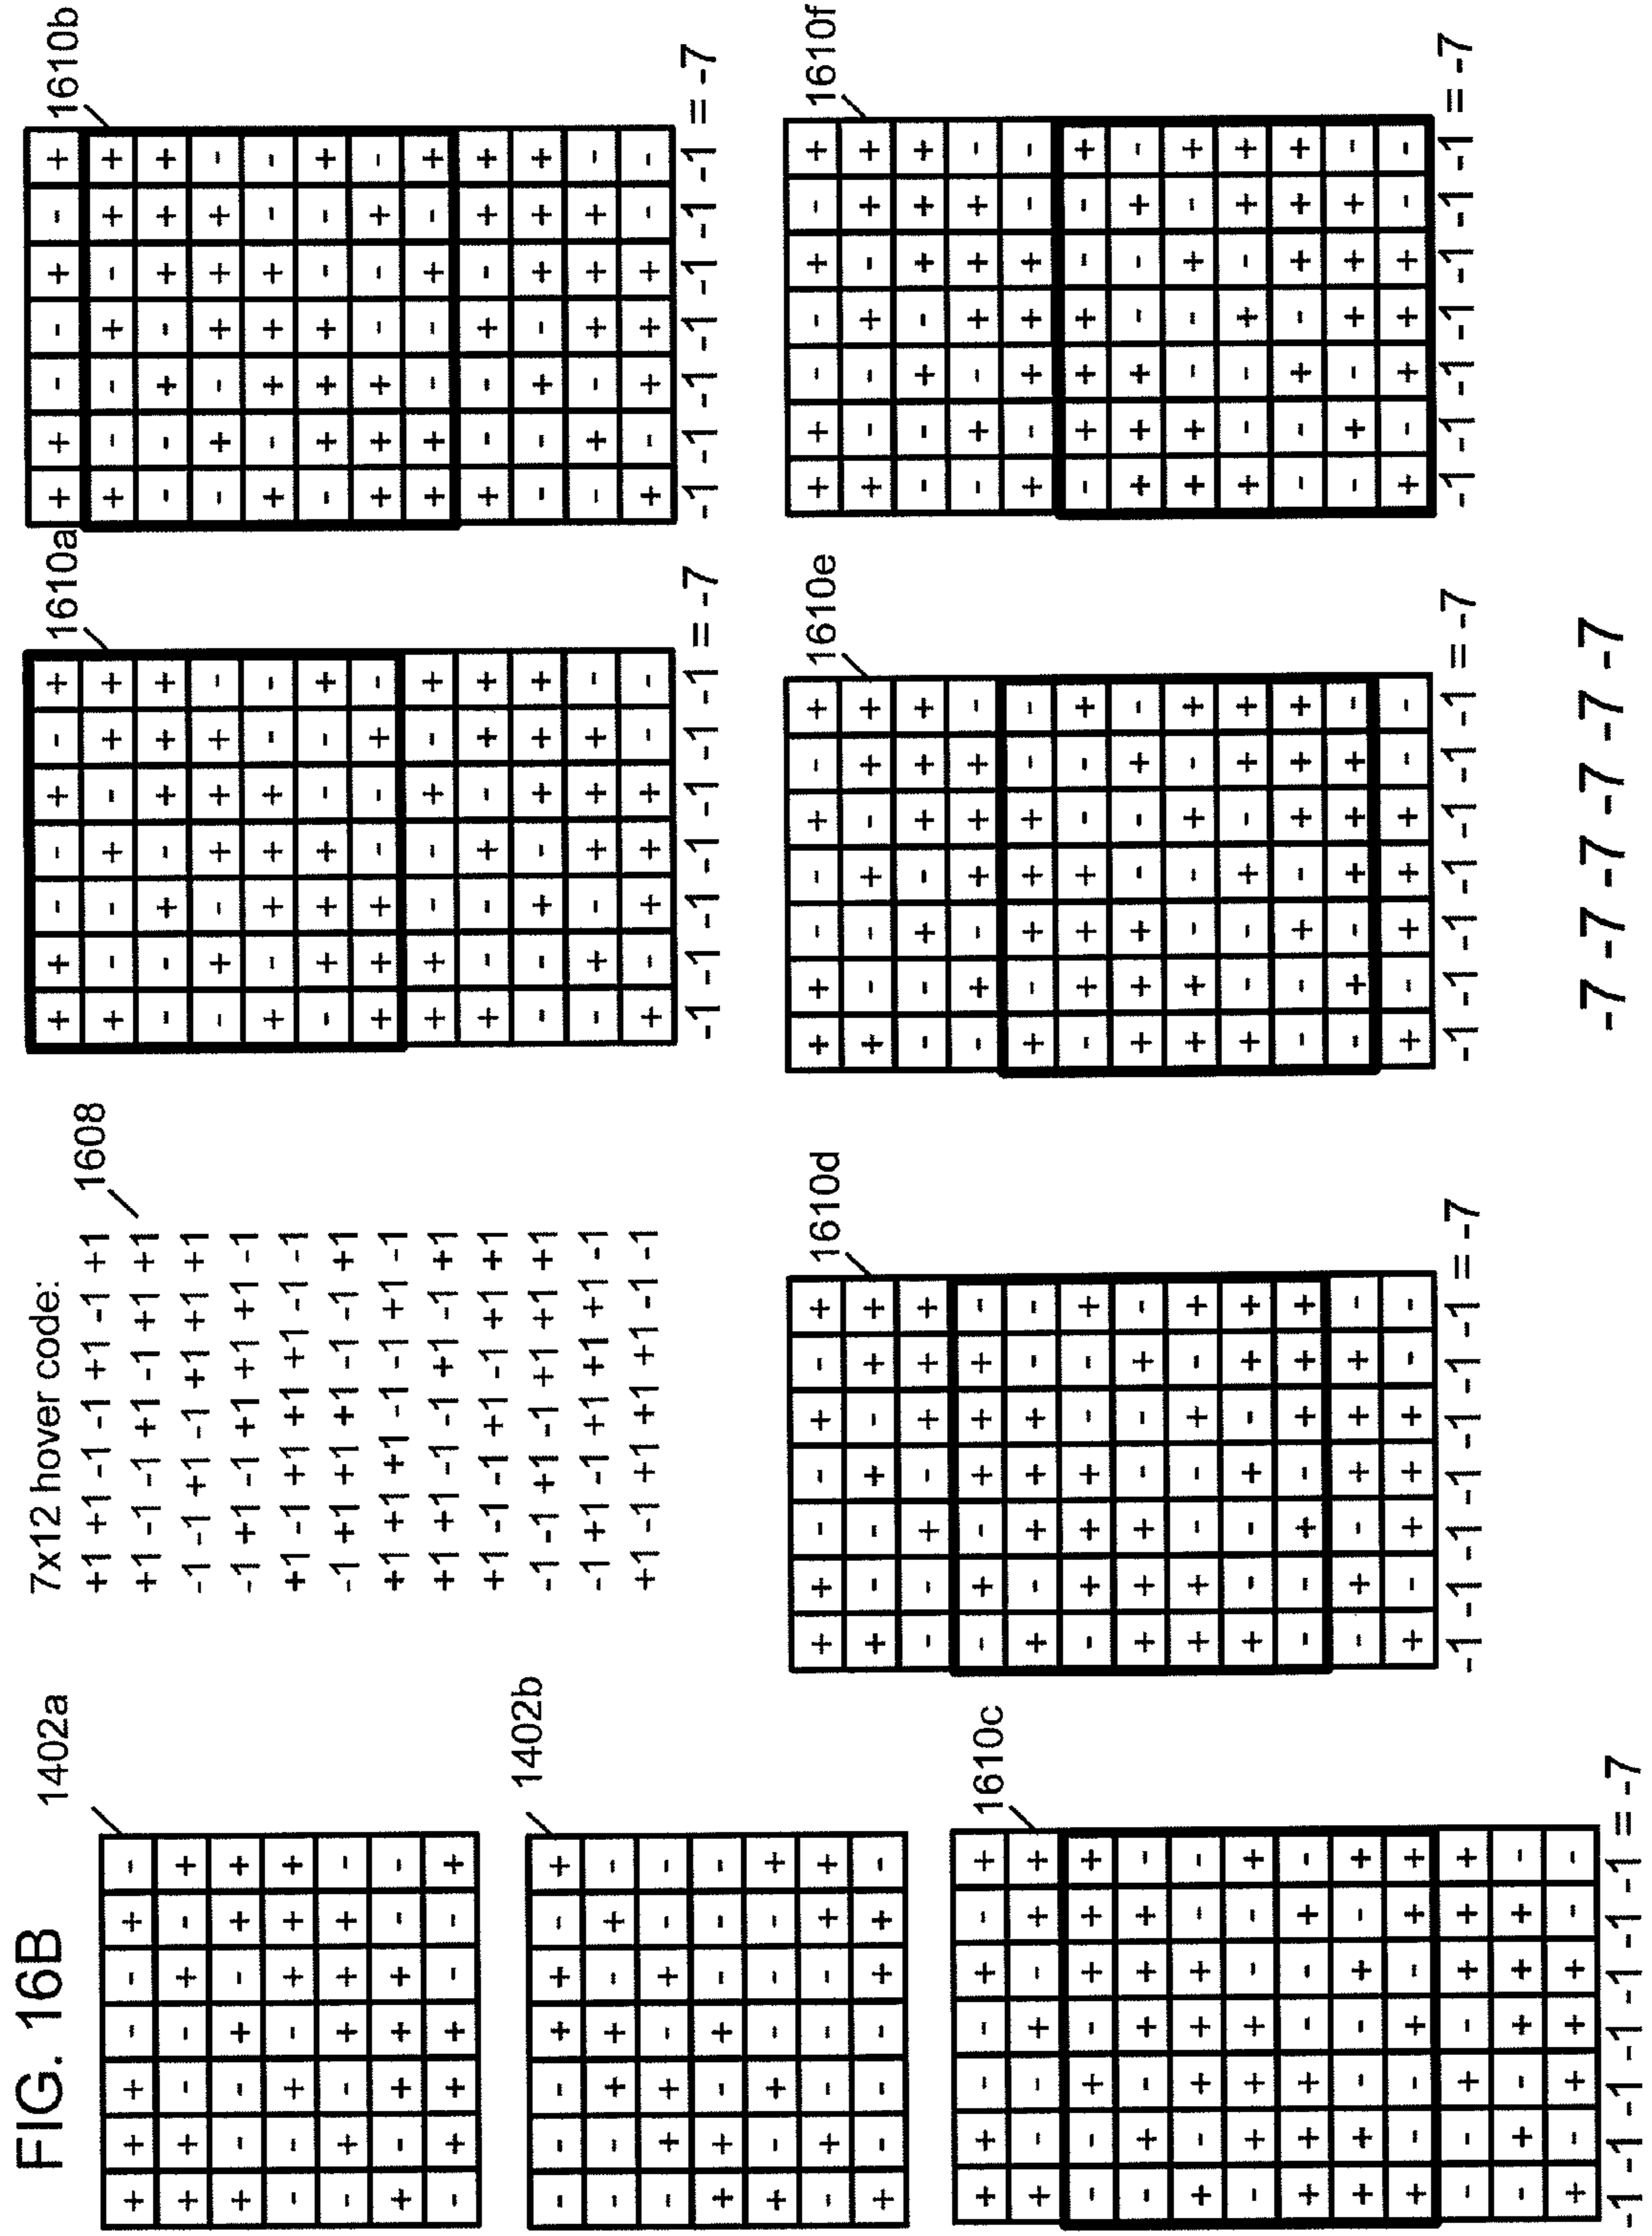 FIG. 16B
1402a
+ + + - - + -
+ + - - + - +
+ - - + - + +
- - + - + + +
- + - + + + -
+ - + + + - -
- + + + - - +
1402b
- - - + + - +
- - + + - + -
- + + - + - -
+ + - + - - -
+ - + - - - +
- + - - - + +
+ - - - + + -
7x12 hover code:
+1 +1 -1 -1 +1 -1 +1
+1 -1 -1 +1 -1 +1 +1
-1 -1 +1 -1 +1 +1 +1
-1 +1 -1 +1 +1 +1 -1
+1 -1 +1 +1 +1 -1 -1
-1 +1 +1 +1 -1 -1 +1
+1 +1 +1 -1 -1 +1 -1
+1 +1 -1 -1 +1 -1 +1
+1 -1 -1 +1 -1 +1 +1
-1 -1 +1 -1 +1 +1 +1
-1 +1 -1 +1 +1 +1 -1
+1 -1 +1 +1 +1 -1 -1
1608
1610a
+ + - - + - +
+ - - + - + +
- - + - + + +
- + - + + + -
+ - + + + - -
- + + + - - +
+ + + - - + -
+ + - - + - +
+ - - + - + +
- - + - + + +
- + - + + + -
+ - + + + - -
-1 -1 -1 -1 -1 -1 -1 = -7
1610b
+ + - - + - +
+ - - + - + +
- - + - + + +
- + - + + + -
+ - + + + - -
- + + + - - +
+ + + - - + -
+ + - - + - +
+ - - + - + +
- - + - + + +
- + - + + + -
+ - + + + - -
-1 -1 -1 -1 -1 -1 -1 = -7
1610c
+ + - - + - +
+ - - + - + +
- - + - + + +
- + - + + + -
+ - + + + - -
- + + + - - +
+ + + - - + -
+ + - - + - +
+ - - + - + +
- - + - + + +
- + - + + + -
+ - + + + - -
-1 -1 -1 -1 -1 -1 -1 = -7
1610d
+ + - - + - +
+ - - + - + +
- - + - + + +
- + - + + + -
+ - + + + - -
- + + + - - +
+ + + - - + -
+ + - - + - +
+ - - + - + +
- - + - + + +
- + - + + + -
+ - + + + - -
-1 -1 -1 -1 -1 -1 -1 = -7
1610e
+ + - - + - +
+ - - + - + +
- - + - + + +
- + - + + + -
+ - + + + - -
- + + + - - +
+ + + - - + -
+ + - - + - +
+ - - + - + +
- - + - + + +
- + - + + + -
+ - + + + - -
-1 -1 -1 -1 -1 -1 -1 = -7
1610f
+ + - - + - +
+ - - + - + +
- - + - + + +
- + - + + + -
+ - + + + - -
- + + + - - +
+ + + - - + -
+ + - - + - +
+ - - + - + +
- - + - + + +
- + - + + + -
+ - + + + - -
-1 -1 -1 -1 -1 -1 -1 = -7
-7 -7 -7 -7 -7 -7 -7